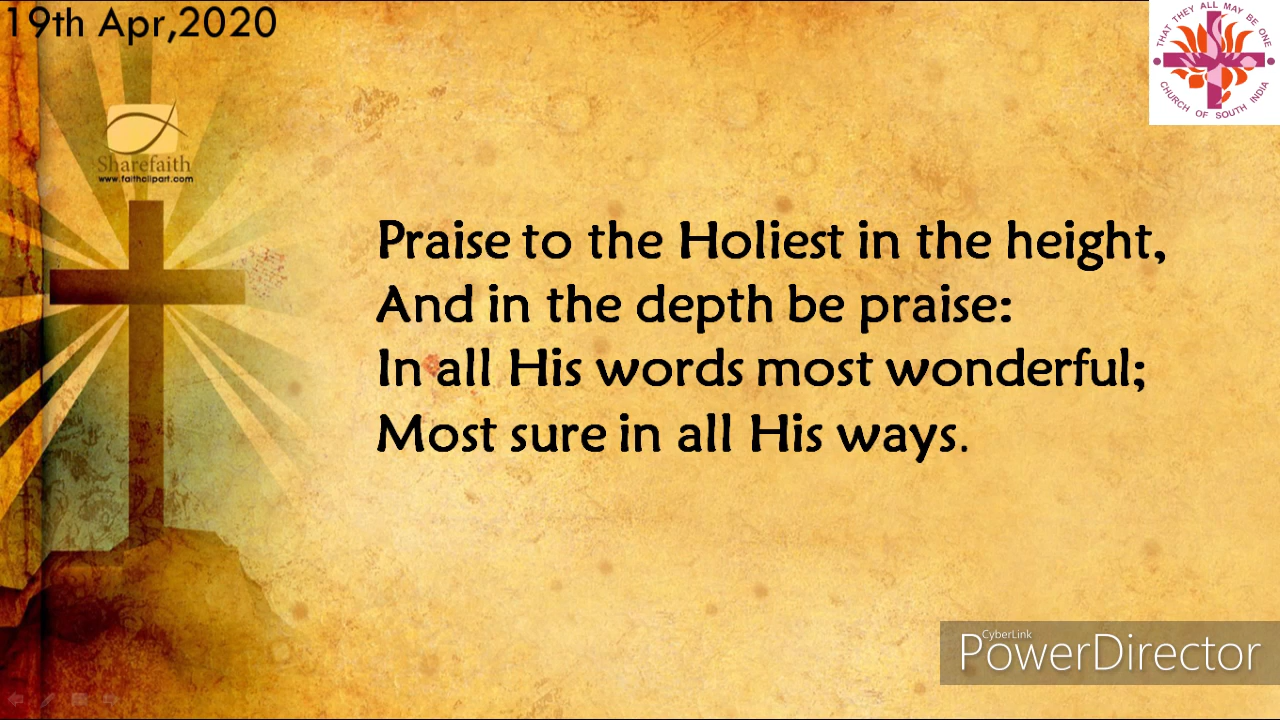 19th Apr,2020
THAT THEY ALL MAY BE ONE
CHURCH OF SOUTH INDIA
Sharefaith
www.faithclipart.com
Praise to the Holiest in the height,
And in the depth be praise:
In all His words most wonderful;
Most sure in all His ways.
CyberLink
PowerDirector